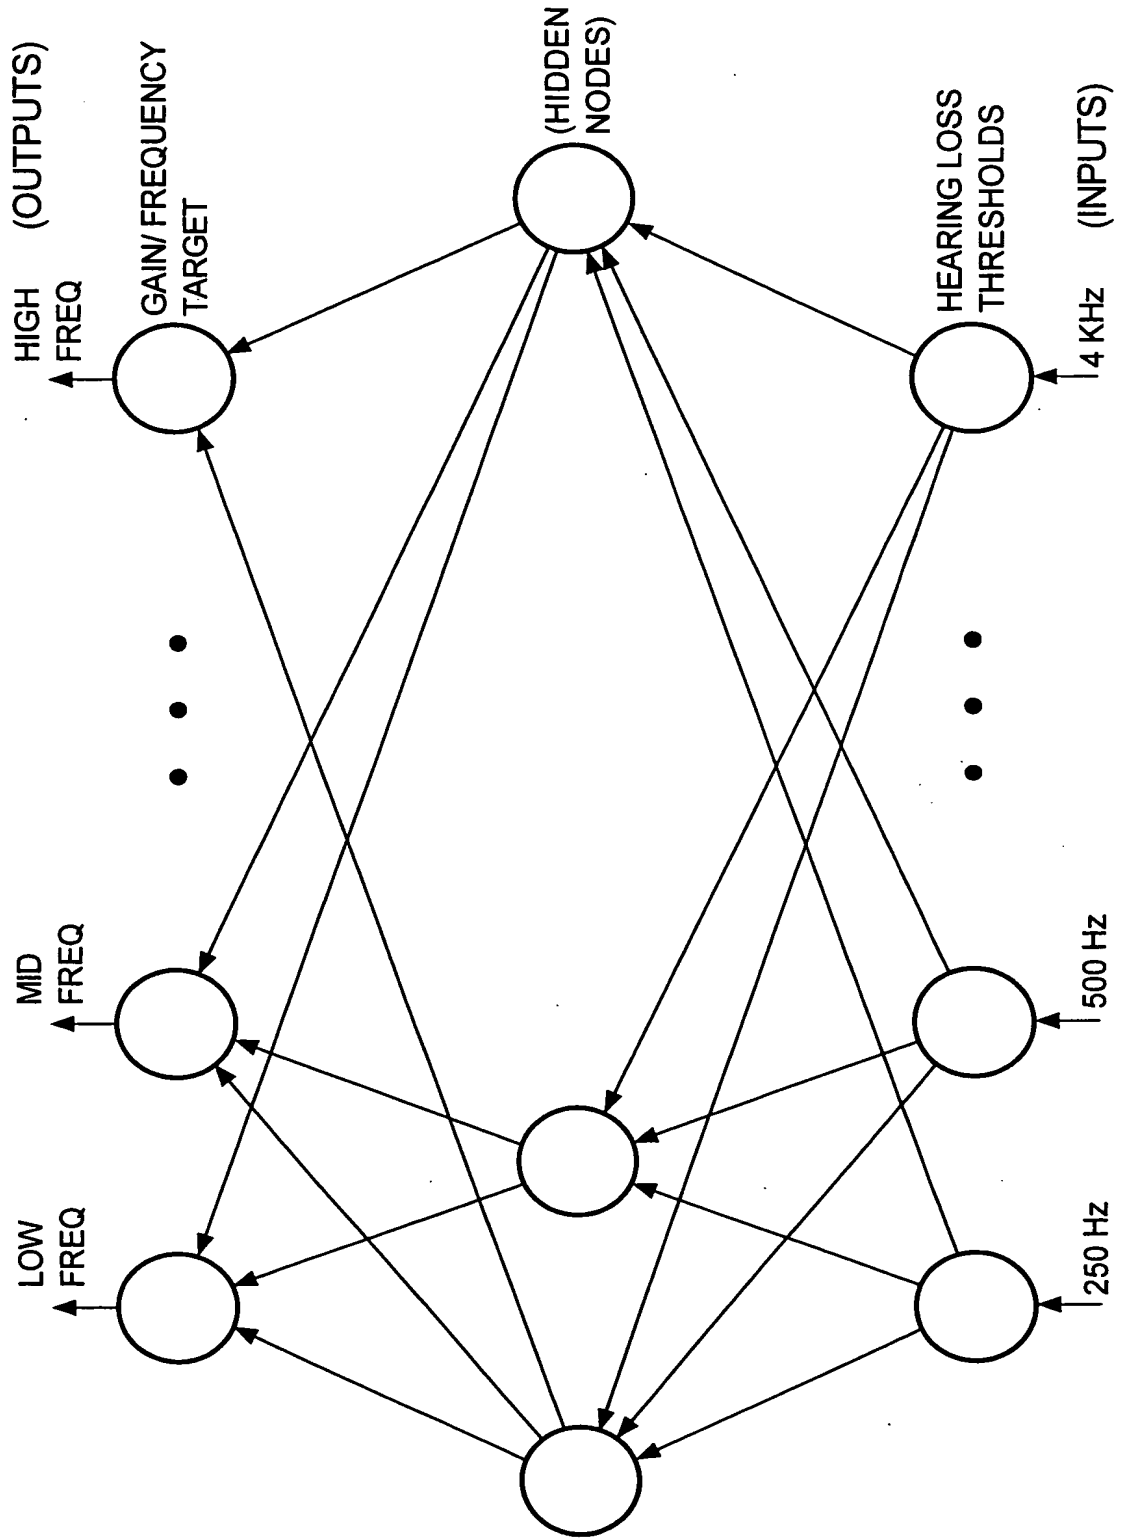 LOW
FREQ
MID
FREQ
HIGH
FREQ
(OUTPUTS)
GAIN/ FREQUENCY
TARGET
(HIDDEN
NODES)
HEARING LOSS
THRESHOLDS
250 Hz
500 Hz
4 KHz
(INPUTS)